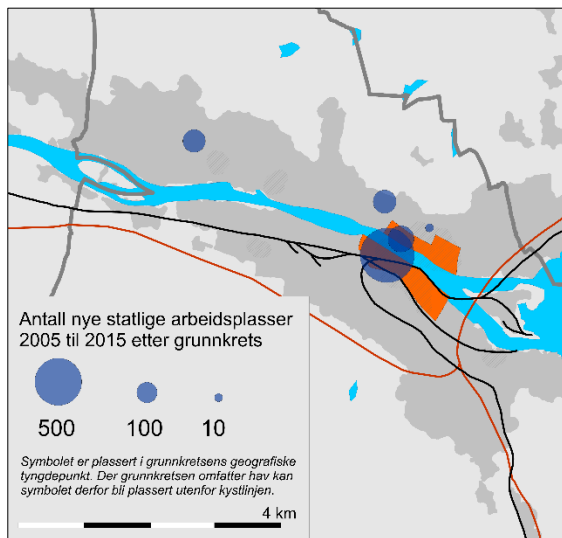 Antall nye statlige arbeidsplasser
2005 til 2015 etter grunnkrets
500 100 10
Symbolet er plassert i grunnkretsens geografiske
tyngdepunkt. Der grunnkretsen omfatter hav kan
symbolet derfor bli plassert utenfor kystlinjen.
4 km